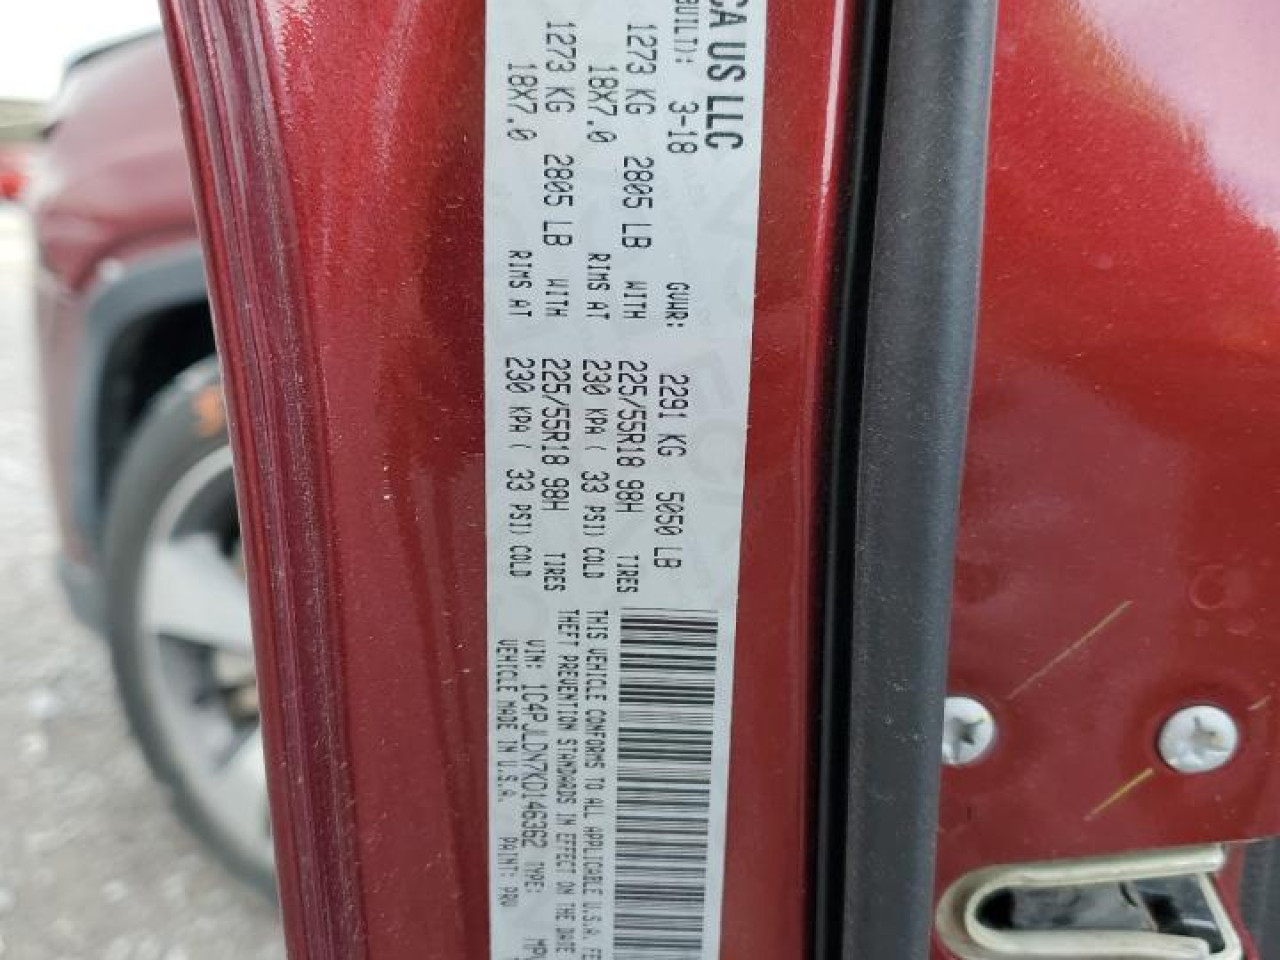 CA US LLC
BUILT): 3-18 GVWR: 2291 KG 5050 LB
1273 KG 2805 LB WITH 225/55R18 98H TIRES
18X7.0 RIMS AT 230 KPA ( 33 PSI) COLD
1273 KG 2805 LB WITH 225/55R18 98H TIRES
18X7.0 RIMS AT 230 KPA ( 33 PSI) COLD
THIS VEHICLE CONFORMS TO ALL APPLICABLE U.S.A. FE
THEFT PREVENTION STANDARDS IN EFFECT ON THE DATE
VIN: 1C4PJLDN7KD146362 TYPE: MP
VEHICLE MADE IN U.S.A. PAINT: PRV